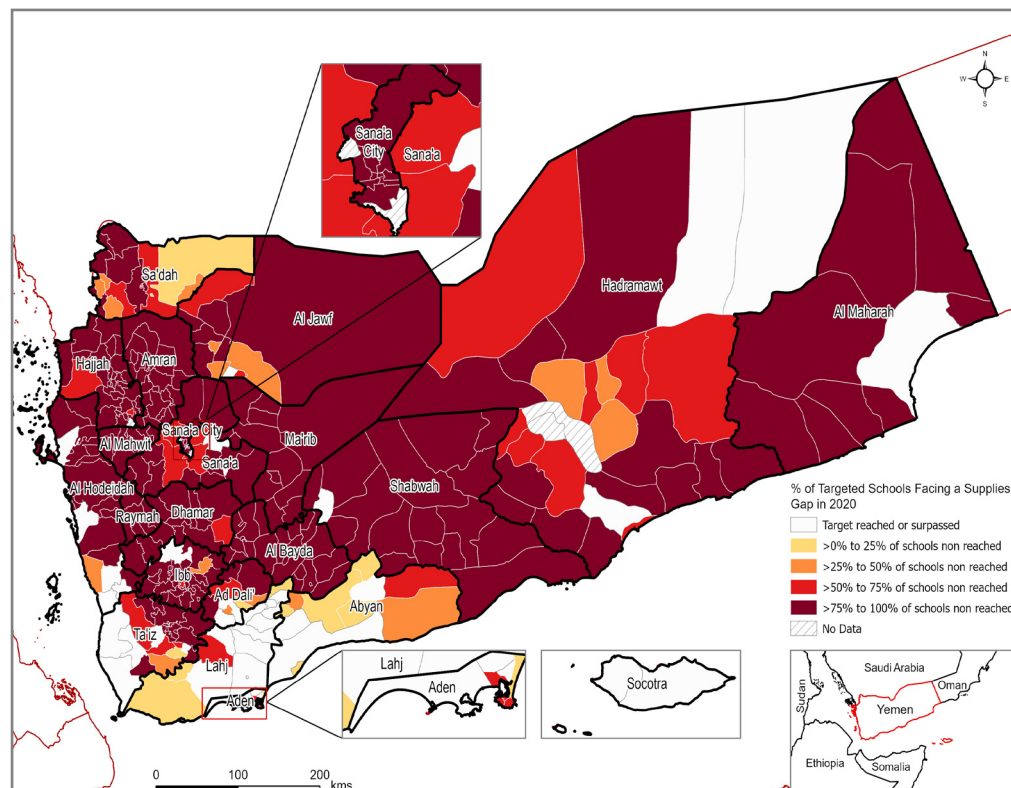 N
W E
S
Sana'a
City
Sana'a
Sa'dah
Al Jawf
Hadramawt
Al Maharah
Hajjah
Amran
Sana'a City
Al Mahwit
Sana'a
Ma'rib
Shabwah
Al Hodeidah
Raymah
Dhamar
Al Bayda
Ibb
Ad Dali'
Abyan
Ta'iz
Lahj
Aden
% of Targeted Schools Facing a Supplies
Gap in 2020
Target reached or surpassed
>0% to 25% of schools non reached
>25% to 50% of schools non reached
>50% to 75% of schools non reached
>75% to 100% of schools non reached
No Data
Lahj
Aden
Socotra
Saudi Arabia
Oman
Sudan
Yemen
Ethiopia
Somalia
0 100 200
kms